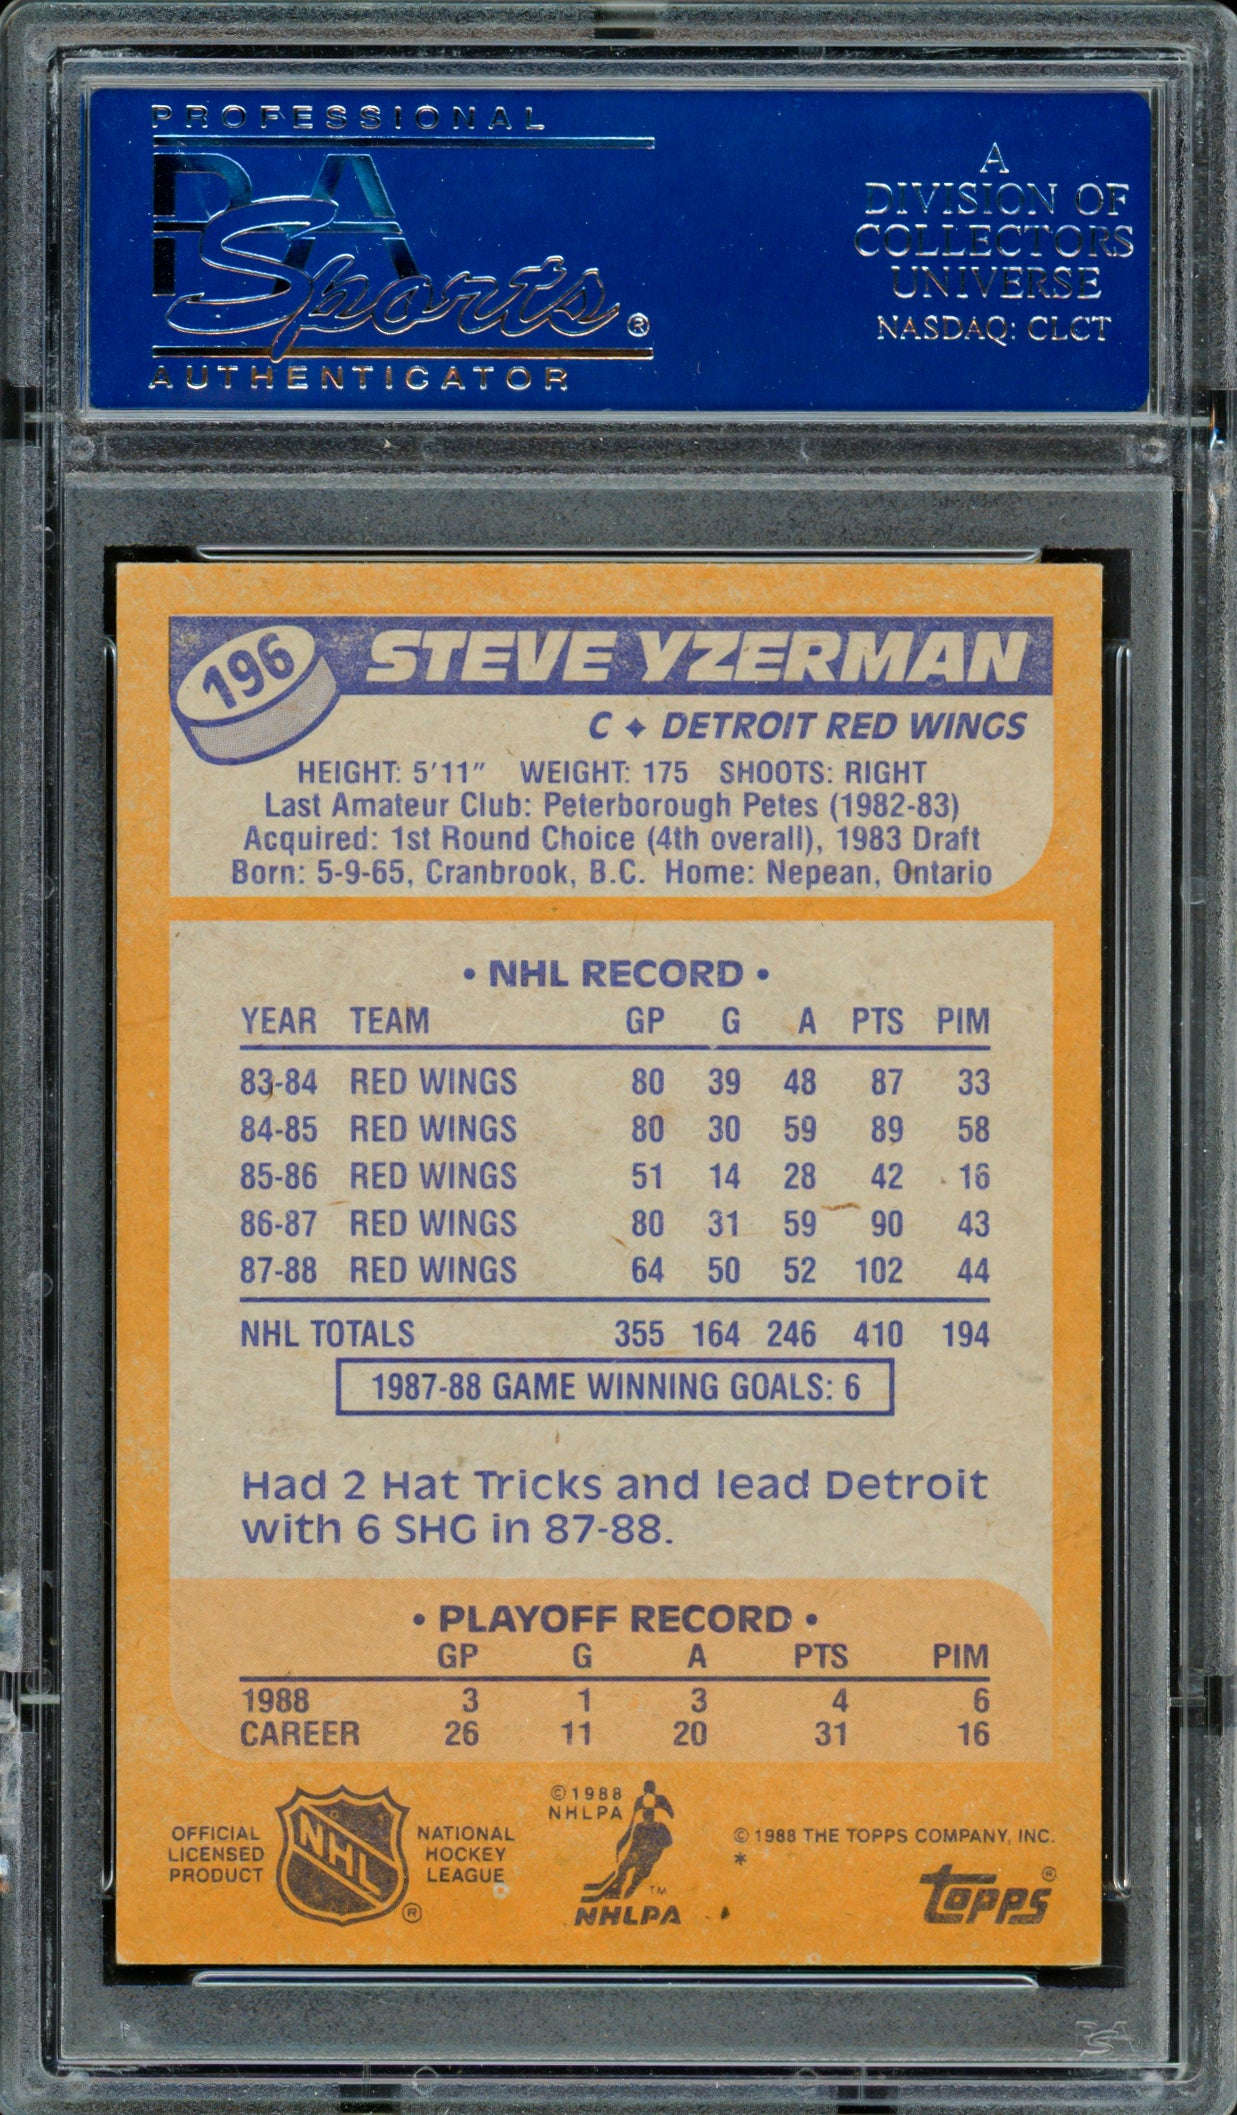 PROFESSIONAL
PSA
Sports®
AUTHENTICATOR
A
DIVISION OF
COLLECTORS
UNIVERSE
NASDAQ: CLCT
196
STEVE YZERMAN
C ♦ DETROIT RED WINGS
HEIGHT: 5'11" WEIGHT: 175 SHOOTS: RIGHT
Last Amateur Club: Peterborough Petes (1982-83)
Acquired: 1st Round Choice (4th overall), 1983 Draft
Born: 5-9-65, Cranbrook, B.C. Home: Nepean, Ontario
• NHL RECORD •
YEAR TEAM GP G A PTS PIM
83-84 RED WINGS 80 39 48 87 33
84-85 RED WINGS 80 30 59 89 58
85-86 RED WINGS 51 14 28 42 16
86-87 RED WINGS 80 31 59 90 43
87-88 RED WINGS 64 50 52 102 44
NHL TOTALS 355 164 246 410 194
1987-88 GAME WINNING GOALS: 6
Had 2 Hat Tricks and lead Detroit
with 6 SHG in 87-88.
• PLAYOFF RECORD •
GP G A PTS PIM
1988 3 1 3 4 6
CAREER 26 11 20 31 16
OFFICIAL
LICENSED
PRODUCT
NHL
®
NATIONAL
HOCKEY
LEAGUE
©1988
NHLPA
TM
NHLPA
© 1988 THE TOPPS COMPANY, INC.
*
topps®
PSA